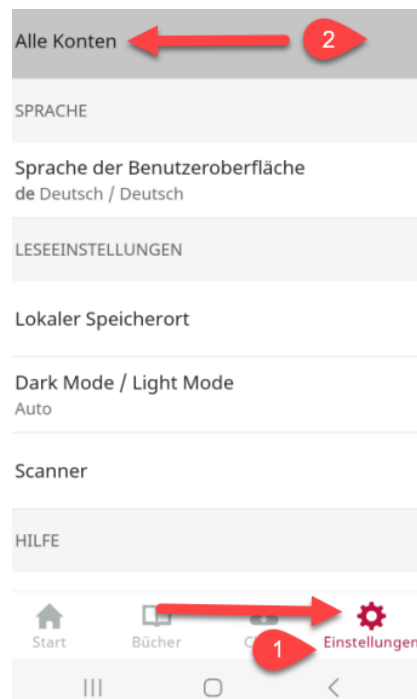 Alle Konten
2
SPRACHE
Sprache der Benutzeroberfläche
de Deutsch / Deutsch
LESEEINSTELLUNGEN
Lokaler Speicherort
Dark Mode / Light Mode
Auto
Scanner
HILFE
Start
Bücher
1
Einstellungen